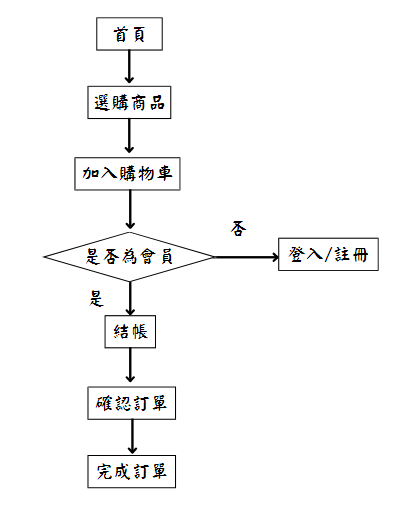 首頁
選購商品
加入購物車
是否為會員
否
登入/註冊
是
結帳
確認訂單
完成訂單